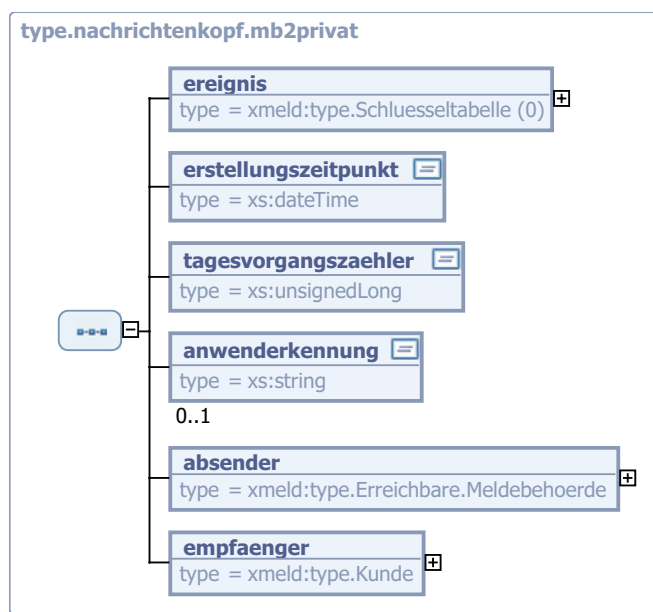 type.nachrichtenkopf.mb2privat
ereignis
type = xmeld:type.Schluesseltabelle (0)
erstellungszeitpunkt
type = xs:dateTime
tagesvorgangszaehler
type = xs:unsignedLong
anwenderkennung
type = xs:string
0..1
absender
type = xmeld:type.Erreichbare.Meldebehoerde
empfaenger
type = xmeld:type.Kunde